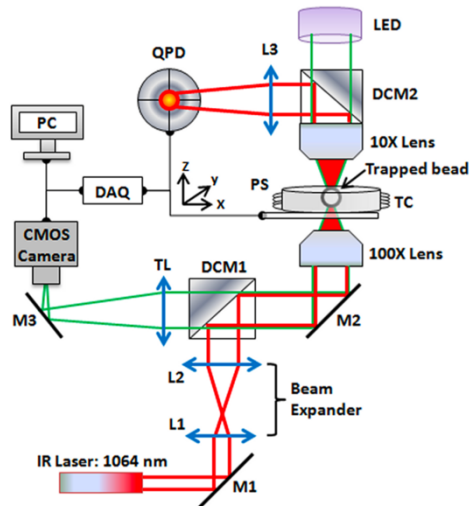 LED
QPD
L3
DCM2
PC
10X Lens
Trapped bead
DAQ
Z
y
X
PS
TC
CMOS
Camera
100X Lens
TL
DCM1
M3
M2
L2
Beam
Expander
L1
IR Laser: 1064 nm
M1